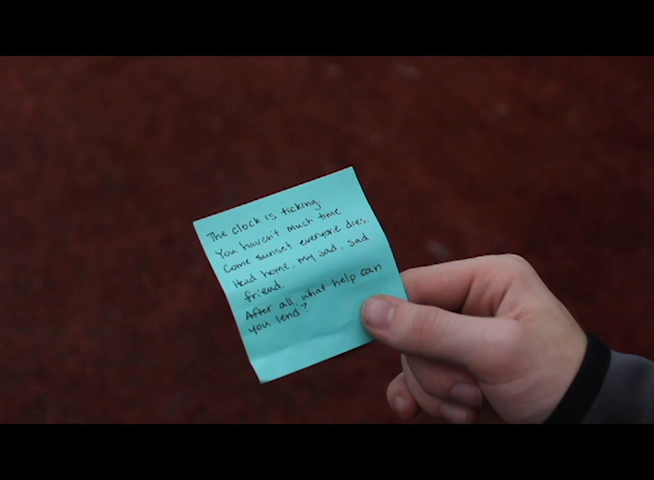 The clock is ticking
You haven't much time
Come sunset everyone dies.
Head home, my sad, sad
friend.
After all, what help can
you lend?